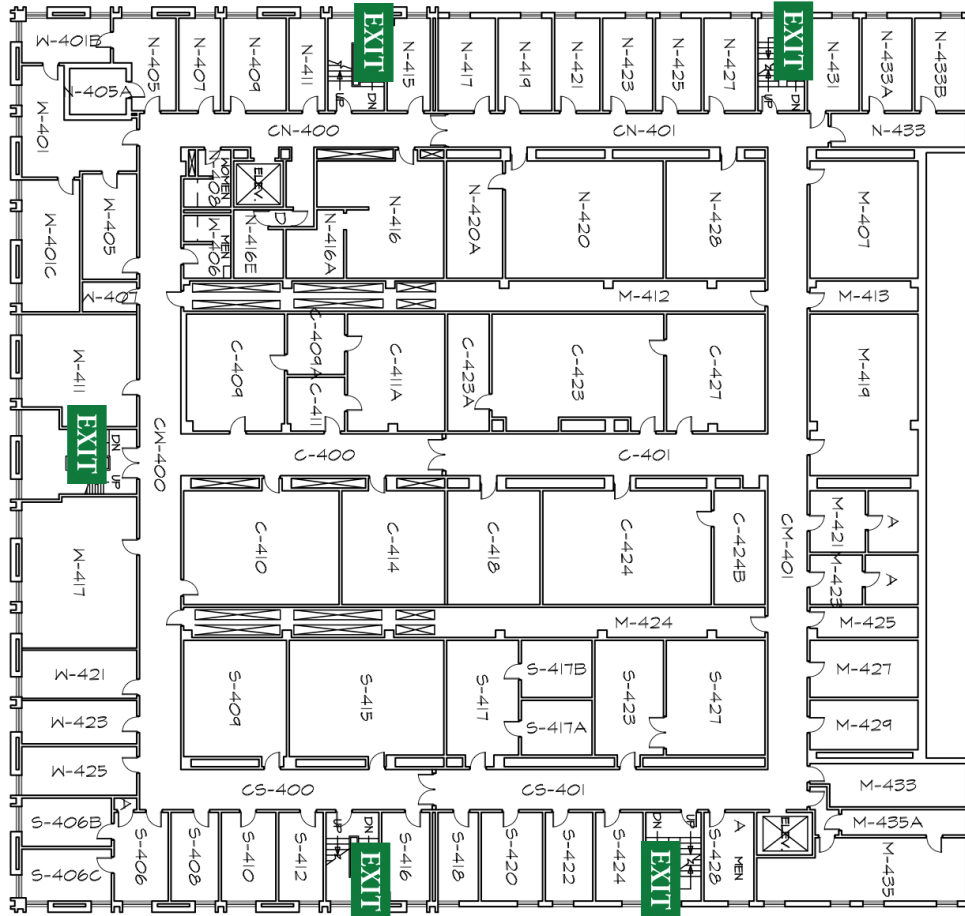 W-401B
N-405
N-407
N-409
N-411
EXIT
UP
DN
N-415
N-417
N-419
N-421
N-423
N-425
N-427
EXIT
UP
DN
N-431
N-433A
N-433B
N-405A
W-401
CN-400
CN-401
N-433
WOMEN
N-408
ELEV.
MEN
W-406
N-416E
D
N-416A
N-416
N-420A
N-420
N-428
M-407
W-405
W-401C
W-407
M-412
M-413
W-411
C-409
C-409A
C-411
C-411A
C-423A
C-423
C-427
M-419
EXIT
DN
UP
CW-400
C-400
C-401
W-417
C-410
C-414
C-418
C-424
C-424B
CM-401
M-421
A
M-423
A
M-424
M-425
W-421
S-409
S-415
S-417
S-417B
S-417A
S-423
S-427
M-427
W-423
M-429
W-425
CS-400
CS-401
M-433
S-406B
A
S-406C
S-406
S-408
S-410
S-412
UP
DN
EXIT
S-416
S-418
S-420
S-422
S-424
DN
UP
EXIT
A
MEN
S-428
ELEV
M-435A
M-435